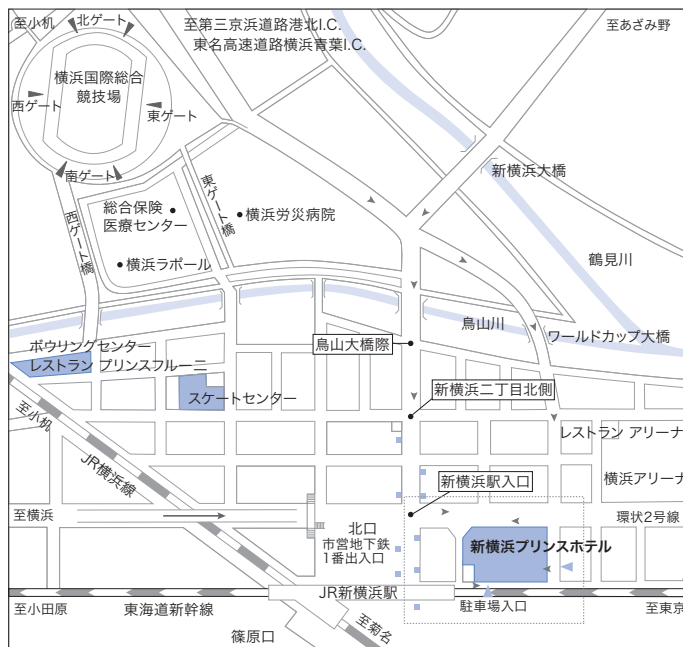 至小机
北ゲート
至第三京浜道路港北I.C.
東名高速道路横浜青葉I.C.
至あざみ野
横浜国際総合
競技場
西ゲート
東ゲート
南ゲート
新横浜大橋
東ゲート橋
総合保険
医療センター
横浜労災病院
西ゲート橋
横浜ラポール
鶴見川
鳥山川
ワールドカップ大橋
ボウリングセンター
レストラン プリンスフルーニ
鳥山大橋際
スケートセンター
新横浜二丁目北側
至小机
レストラン アリーナ
JR横浜線
新横浜駅入口
横浜アリーナ
至横浜
環状2号線
北口
市営地下鉄
1番出入口
新横浜プリンスホテル
JR新横浜駅
至小田原
東海道新幹線
駐車場入口
至東京
篠原口
至菊名